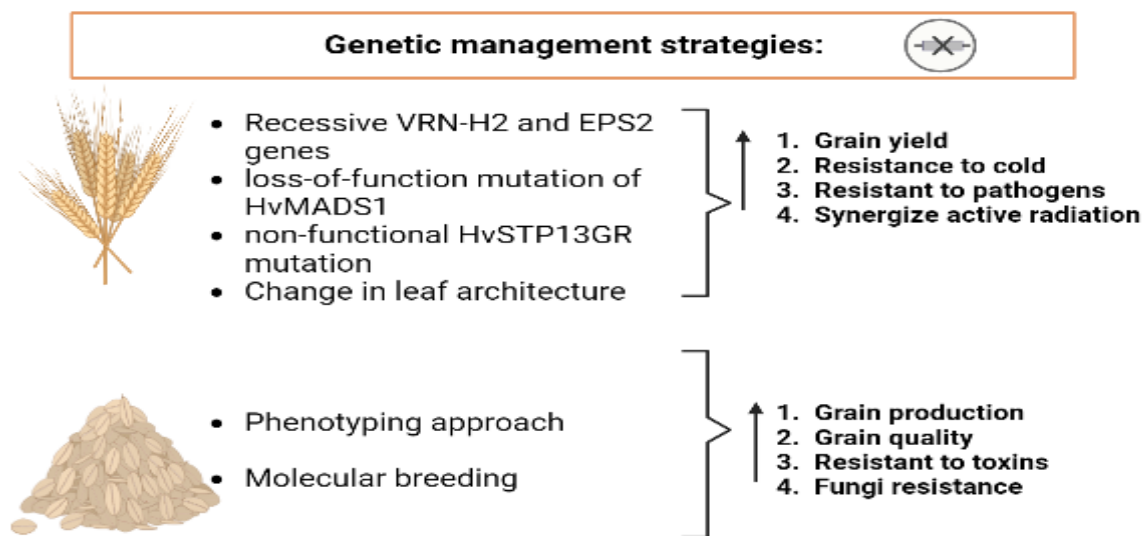 Genetic management strategies:
• Recessive VRN-H2 and EPS2
genes
• loss-of-function mutation of
HvMADS1
• non-functional HvSTP13GR
mutation
• Change in leaf architecture
1. Grain yield
2. Resistance to cold
3. Resistant to pathogens
4. Synergize active radiation
• Phenotyping approach
• Molecular breeding
1. Grain production
2. Grain quality
3. Resistant to toxins
4. Fungi resistance